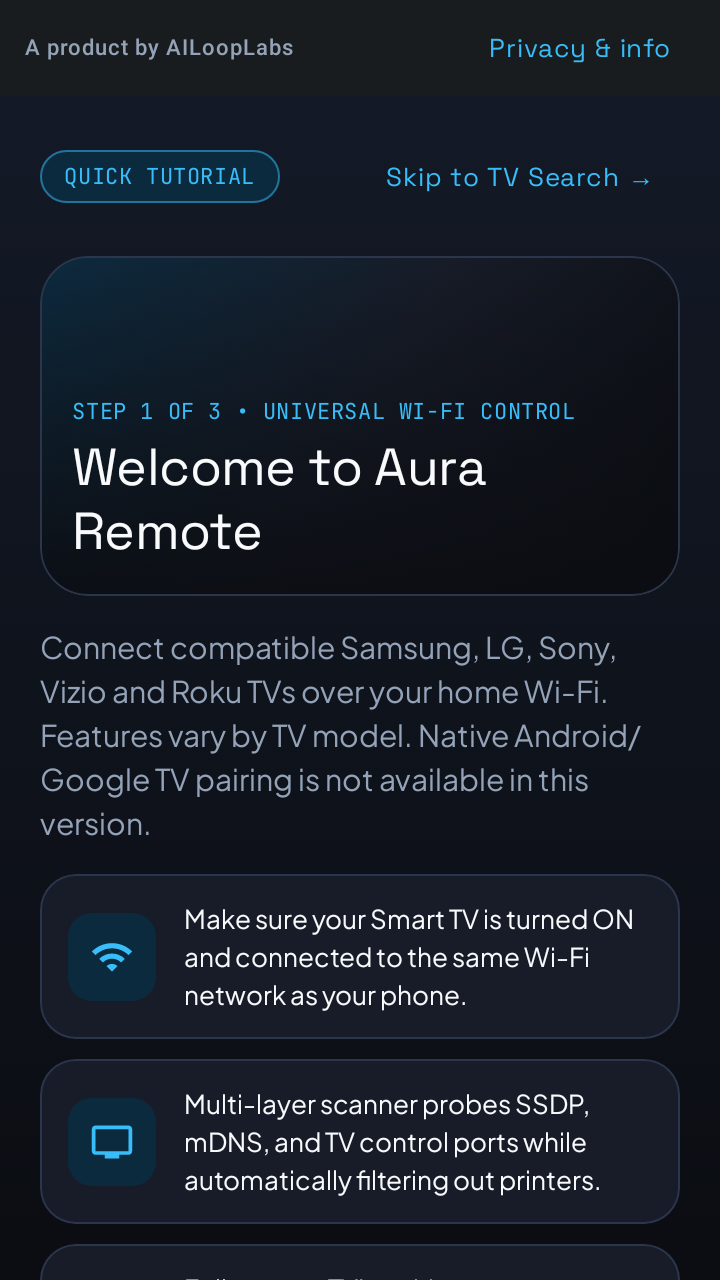 A product by AILoopLabs
Privacy & info
QUICK TUTORIAL
Skip to TV Search →
STEP 1 OF 3 • UNIVERSAL WI-FI CONTROL
Welcome to Aura
Remote
Connect compatible Samsung, LG, Sony,
Vizio and Roku TVs over your home Wi-Fi.
Features vary by TV model. Native Android/
Google TV pairing is not available in this
version.
Make sure your Smart TV is turned ON
and connected to the same Wi-Fi
network as your phone.
Multi-layer scanner probes SSDP,
mDNS, and TV control ports while
automatically filtering out printers.